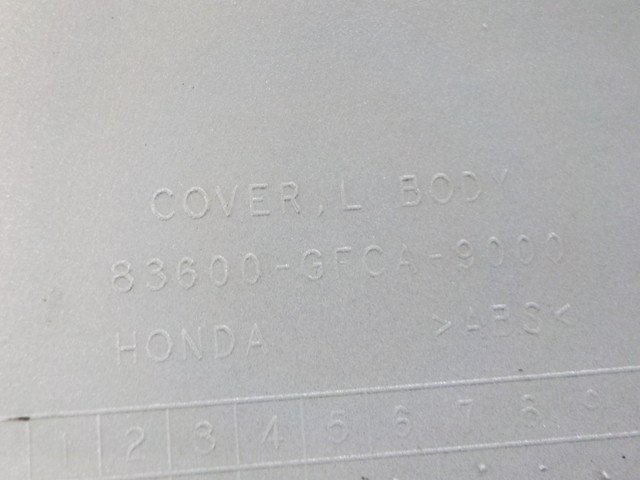 COVER, L BODY
83600-GFCA-9000
HONDA >ABS<
1 2 3 4 5 6 7 8 9